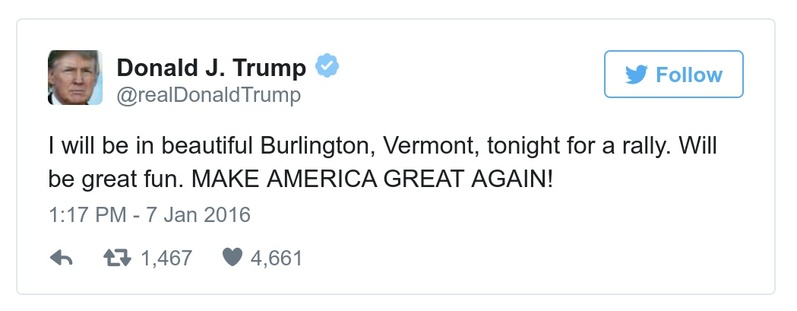 Donald J. Trump
@realDonaldTrump
Follow
I will be in beautiful Burlington, Vermont, tonight for a rally. Will
be great fun. MAKE AMERICA GREAT AGAIN!
1:17 PM - 7 Jan 2016
1,467 4,661